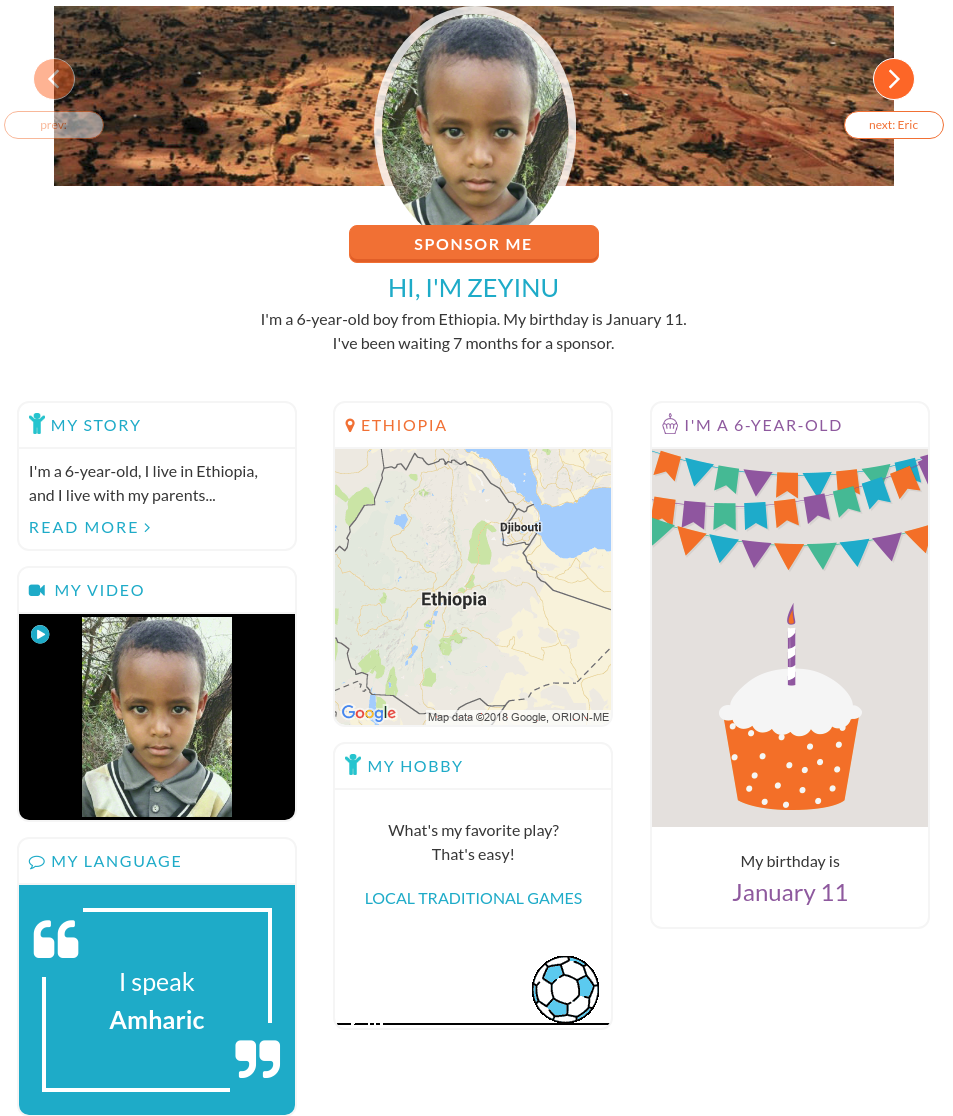 prev:
next: Eric
SPONSOR ME
HI, I'M ZEYINU
I'm a 6-year-old boy from Ethiopia. My birthday is January 11.
I've been waiting 7 months for a sponsor.
MY STORY
I'm a 6-year-old, I live in Ethiopia,
and I live with my parents...
READ MORE ›
MY VIDEO
MY LANGUAGE
I speak
Amharic
ETHIOPIA
Djibouti
Ethiopia
Google
Map data ©2018 Google, ORION-ME
MY HOBBY
What's my favorite play?
That's easy!
LOCAL TRADITIONAL GAMES
I'M A 6-YEAR-OLD
My birthday is
January 11